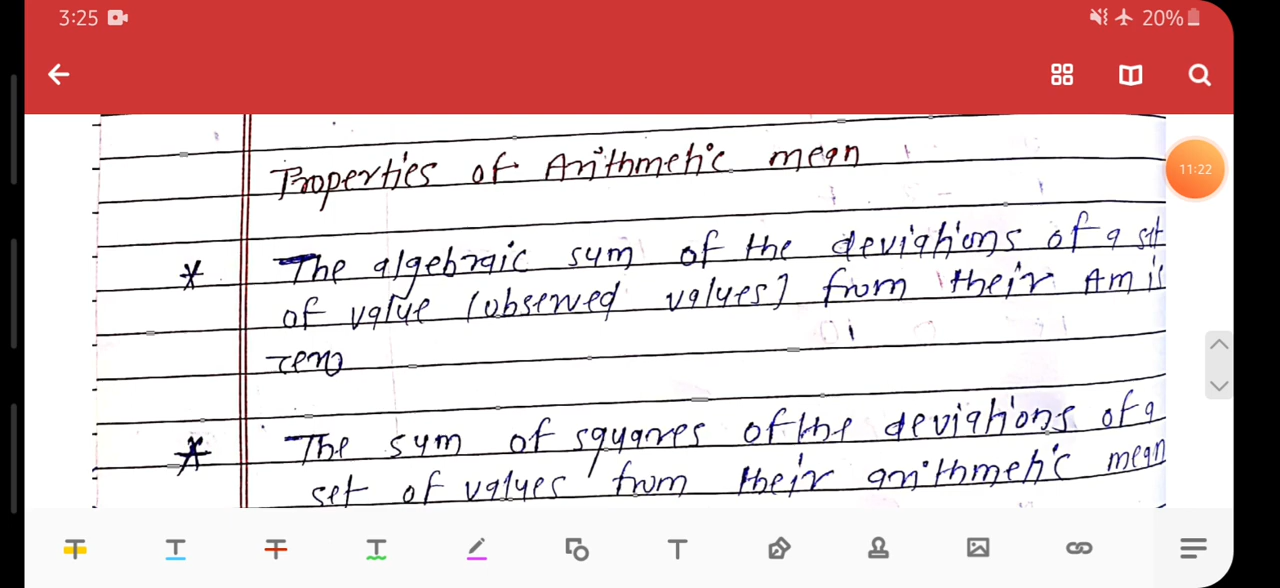 3:25
20%
11:22
Properties of Arithmetic mean
* The algebraic sum of the deviations of a set
of value (observed values) from their Am is
zero
* The sum of squares of the deviations of a
set of values from their arithmetic mean